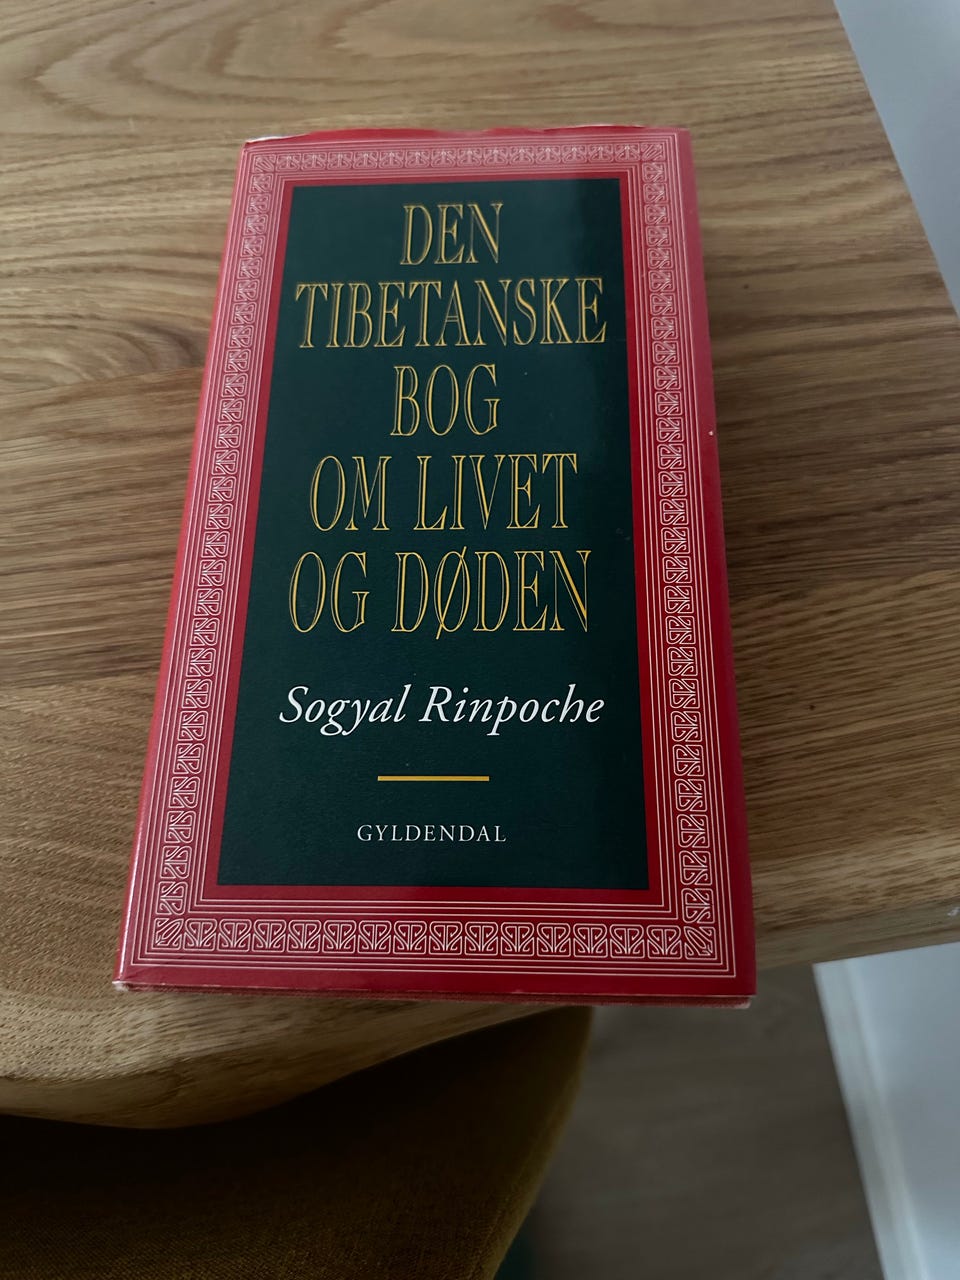 DEN
TIBETANSKE
BOG
OM LIVET
OG DØDEN
Sogyal Rinpoche
GYLDENDAL